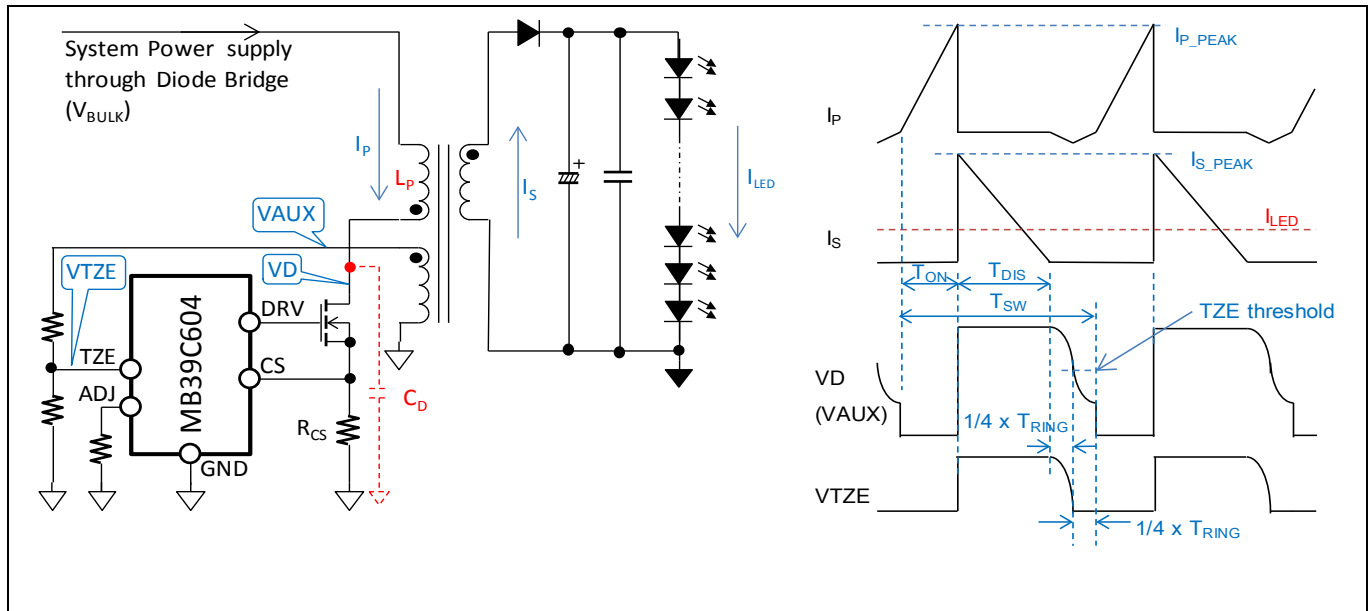 System Power supply
through Diode Bridge
(VBULK)
IP
LP
IS
+
ILED
VAUX
VTZE
VD
DRV
TZE
MB39C604
CS
ADJ
CD
RCS
GND
IP_PEAK
IP
IS_PEAK
ILED
IS
TON
TDIS
TSW
TZE threshold
VD
(VAUX)
1/4 x TRING
VTZE
1/4 x TRING